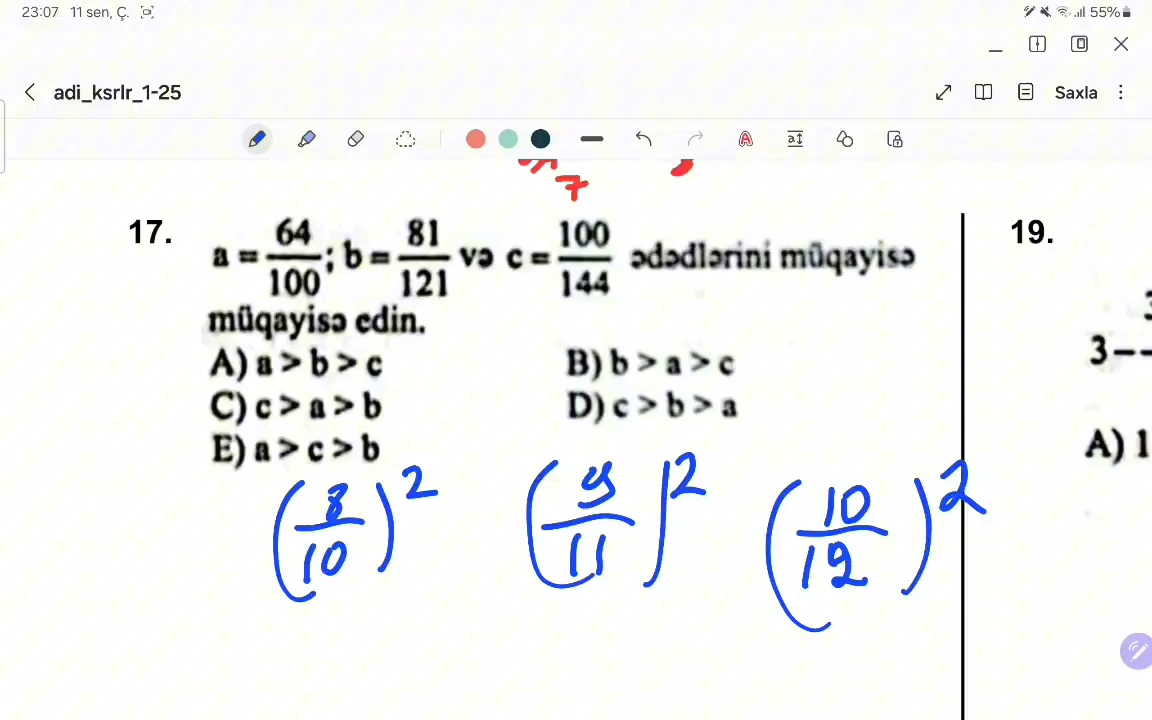 23:07 11 sen, Ç. 55%
adi_ksrlr_1-25 Saxla
7
17. a = 64/100; b = 81/121 və c = 100/144 ədədlərini müqayisə
müqayisə edin.
A) a > b > c B) b > a > c
C) c > a > b D) c > b > a
E) a > c > b
(8/10)² (9/11)² (10/12)²
19.
3–
A) 1